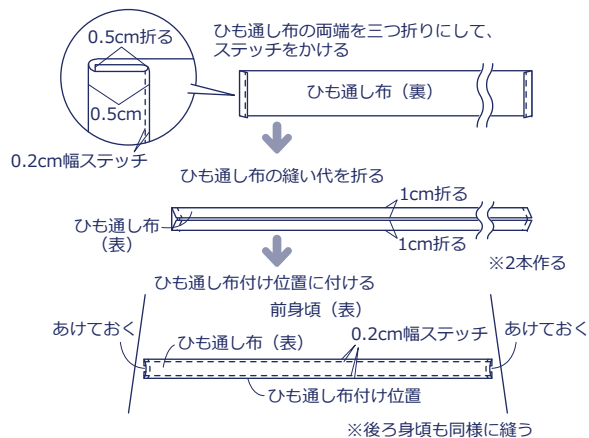 0.5cm折る
ひも通し布の両端を三つ折りにして、
ステッチをかける
ひも通し布（裏）
0.5cm
0.2cm幅ステッチ
ひも通し布の縫い代を折る
1cm折る
ひも通し布
（表）
1cm折る
※2本作る
ひも通し布付け位置に付ける
前身頃（表）
あけておく
ひも通し布（表）
0.2cm幅ステッチ
あけておく
ひも通し布付け位置
※後ろ身頃も同様に縫う